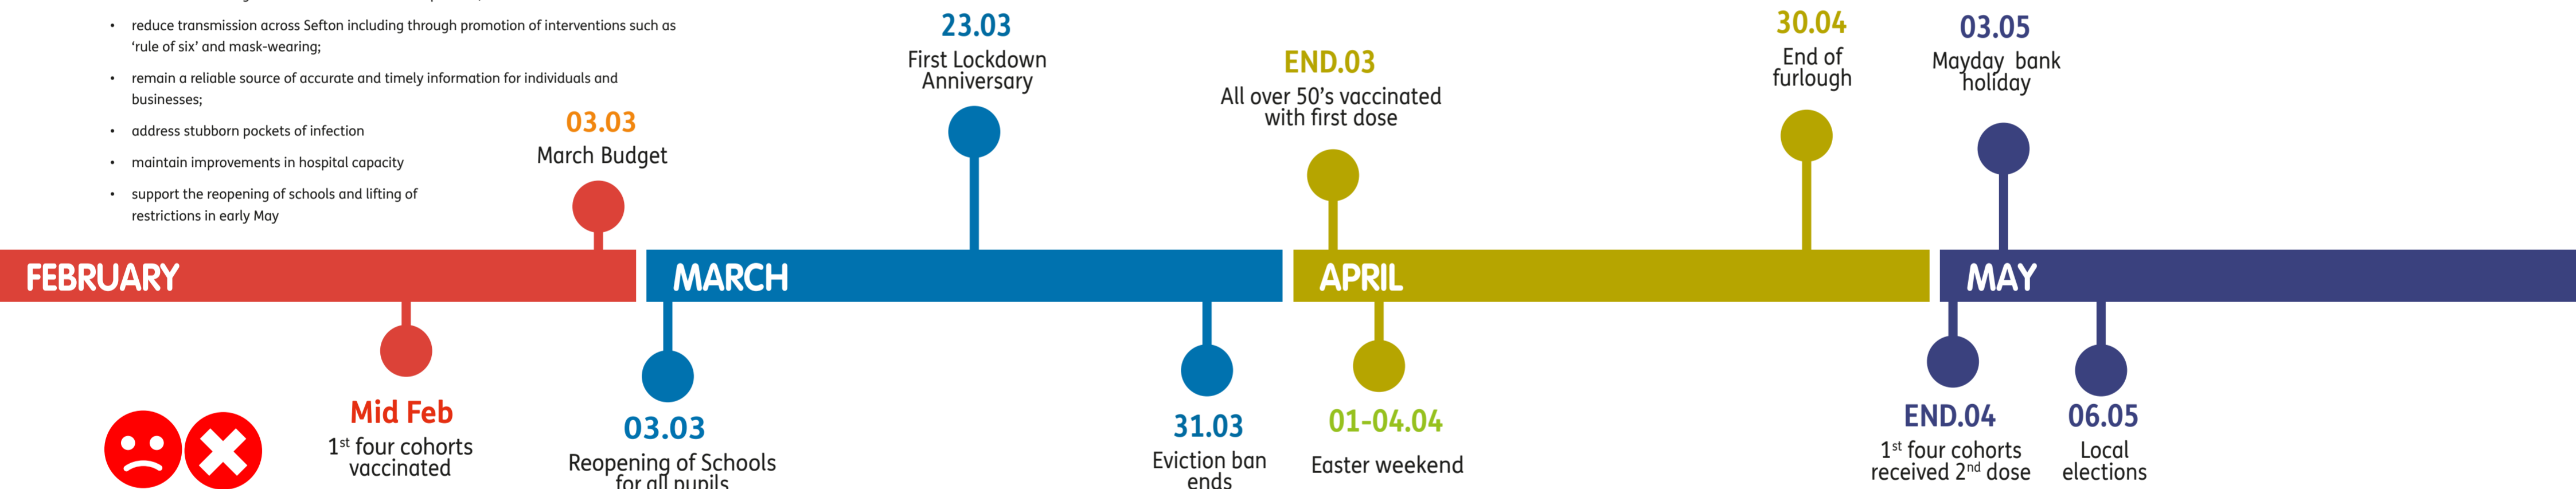 • reduce transmission across Sefton including through promotion of interventions such as
‘rule of six’ and mask-wearing;
• remain a reliable source of accurate and timely information for individuals and
businesses;
• address stubborn pockets of infection
• maintain improvements in hospital capacity
• support the reopening of schools and lifting of
restrictions in early May
03.03
March Budget
23.03
First Lockdown
Anniversary
END.03
All over 50’s vaccinated
with first dose
30.04
End of
furlough
03.05
Mayday bank
holiday
FEBRUARY
MARCH
APRIL
MAY
Mid Feb
1st four cohorts
vaccinated
03.03
Reopening of Schools
for all pupils
31.03
Eviction ban
ends
01-04.04
Easter weekend
END.04
1st four cohorts
received 2nd dose
06.05
Local
elections